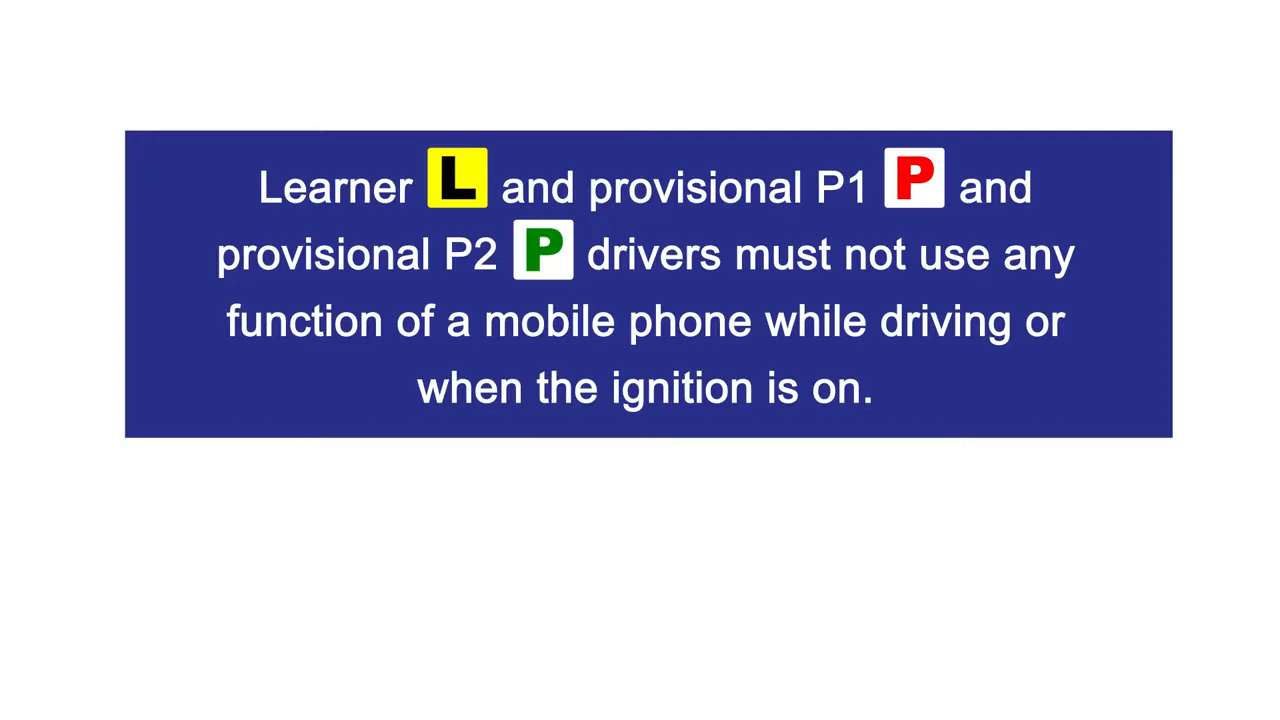 Learner L and provisional P1 P and
provisional P2 P drivers must not use any
function of a mobile phone while driving or
when the ignition is on.